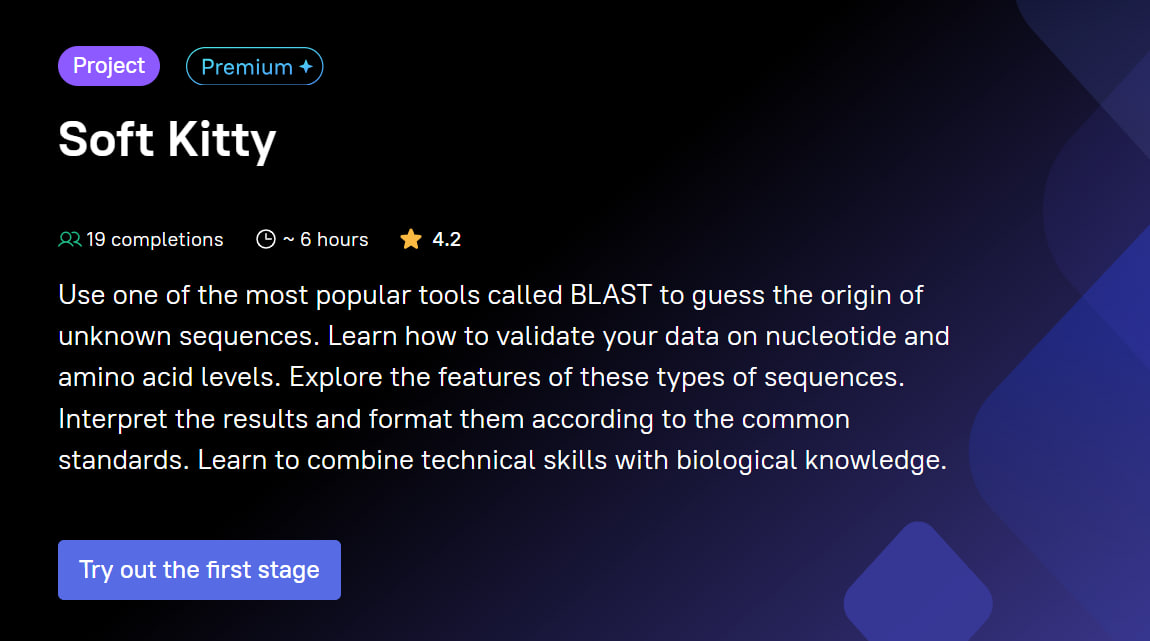 Project
Premium
Soft Kitty
19 completions
~ 6 hours
4.2
Use one of the most popular tools called BLAST to guess the origin of
unknown sequences. Learn how to validate your data on nucleotide and
amino acid levels. Explore the features of these types of sequences.
Interpret the results and format them according to the common
standards. Learn to combine technical skills with biological knowledge.
Try out the first stage